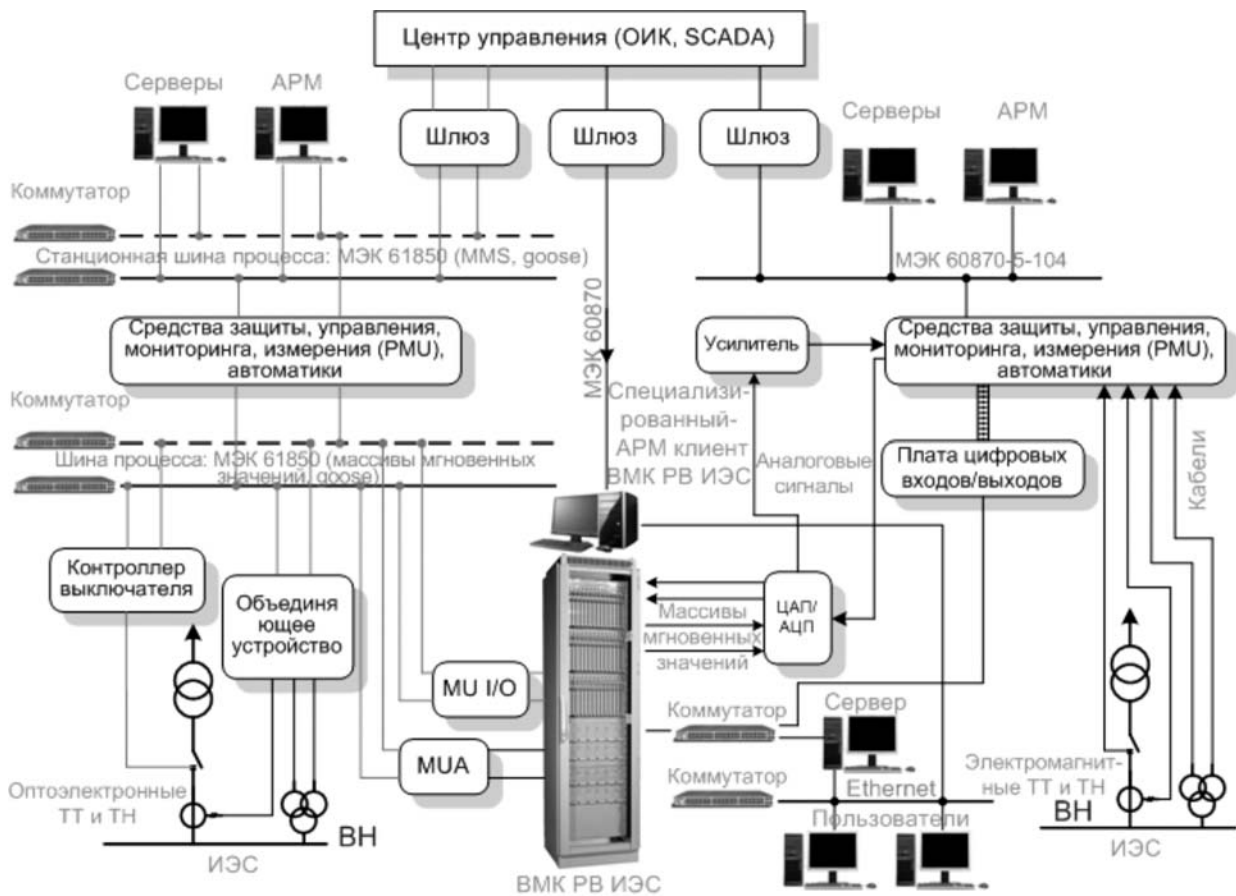 Центр управления (ОИК, SCADA)
Серверы
АРМ
Шлюз
Шлюз
Шлюз
Серверы
АРМ
Коммутатор
Станционная шина процесса: МЭК 61850 (MMS, goose)
МЭК 60870-5-104
МЭК 60870
Средства защиты, управления,
мониторинга, измерения (PMU),
автоматики
Усилитель
Средства защиты, управления,
мониторинга, измерения (PMU),
автоматики
Коммутатор
Шина процесса: МЭК 61850 (массивы мгновенных
значений, goose)
Специализи-
рованный-
АРМ клиент
ВМК РВ ИЭС
Аналоговые
сигналы
Плата цифровых
входов/выходов
Кабели
Контроллер
выключателя
Объединя
ющее
устройство
Массивы
мгновенных
значений
ЦАП/
АЦП
MU I/O
MUA
Коммутатор
Сервер
Коммутатор
Ethernet
Пользователи
Оптоэлектронные
ТТ и ТН
ВН
ИЭС
Электромагнит-
ные ТТ и ТН
ВН
ИЭС
ВМК РВ ИЭС